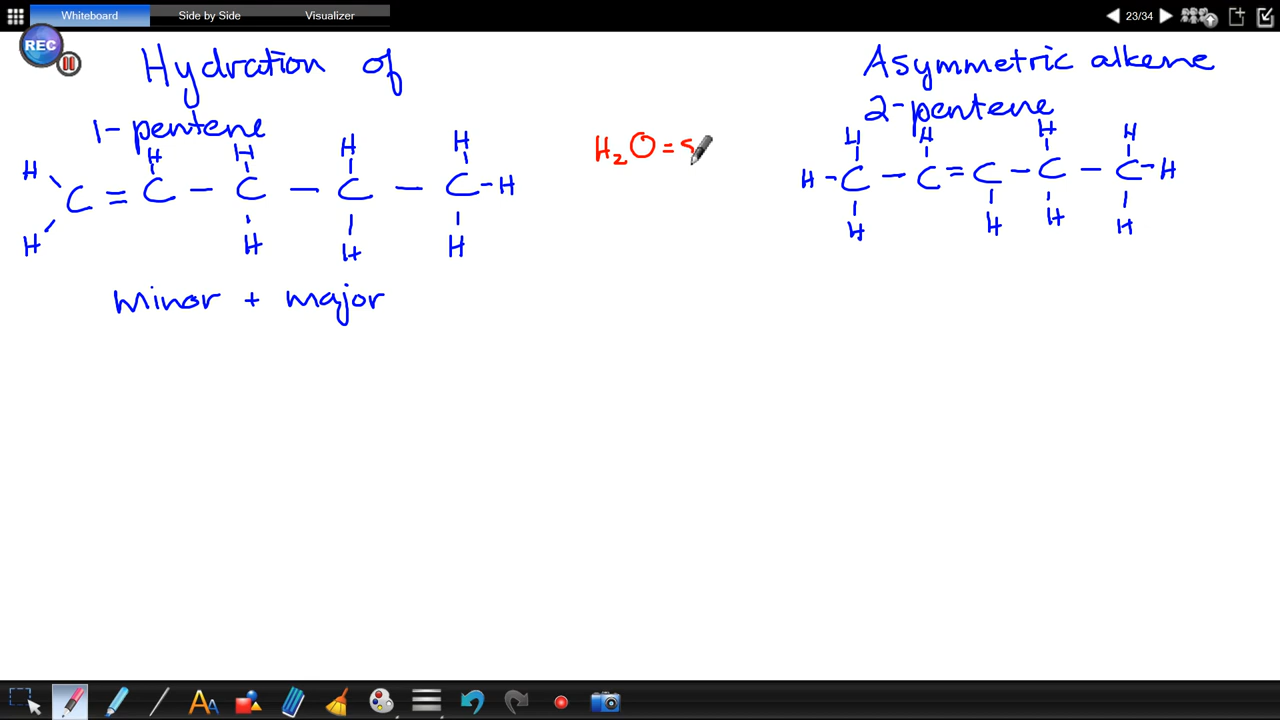 Whiteboard Side by Side Visualizer 23/34
REC
Hydration of
1-pentene
H H H H H
C = C - C - C - C - H
H H H H
minor + major
H₂O =
Asymmetric alkene
2-pentene
H H H H
H - C - C = C - C - C - H
H H H H